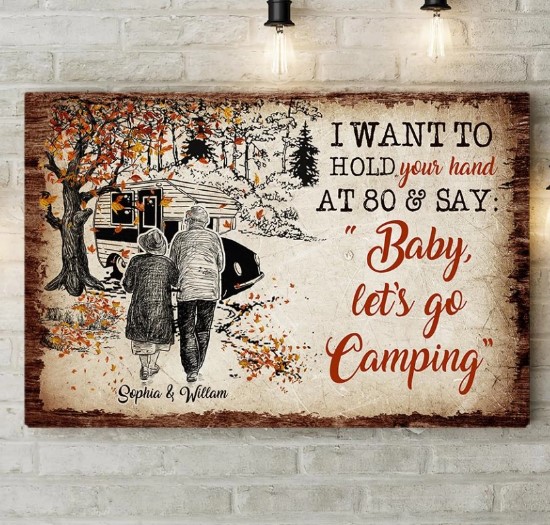 I WANT TO
HOLD your hand
AT 80 & SAY:
" Baby,
let's go
Camping"
Sophia & Willam